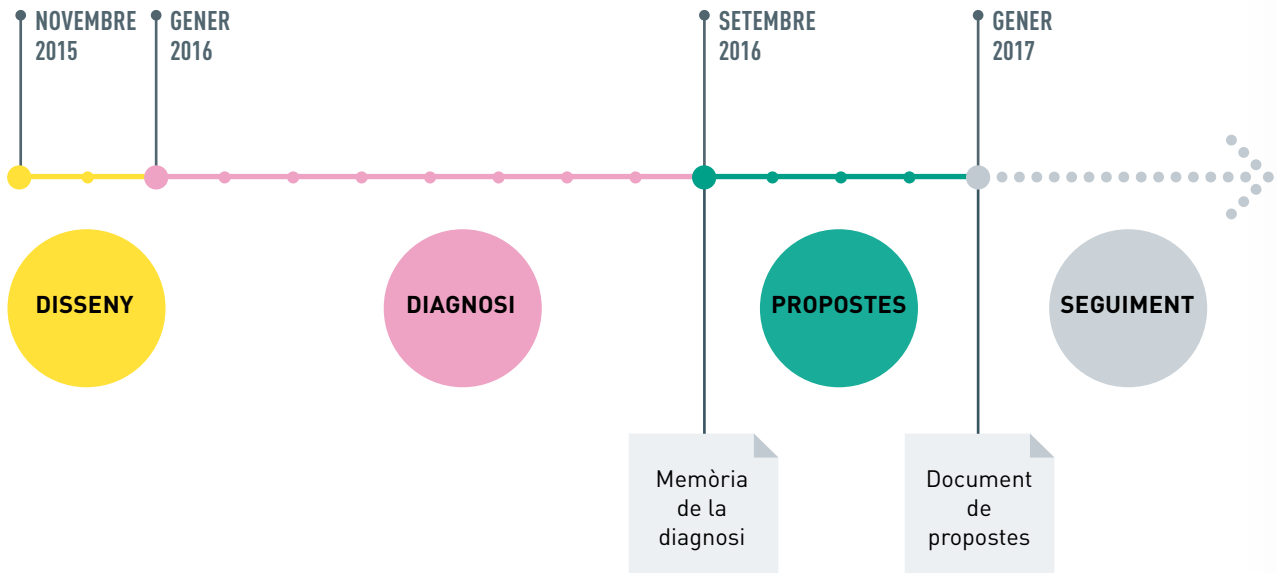 NOVEMBRE
2015
GENER
2016
SETEMBRE
2016
GENER
2017
DISSENY
DIAGNOSI
PROPOSTES
SEGUIMENT
Memòria
de la
diagnosi
Document
de
propostes